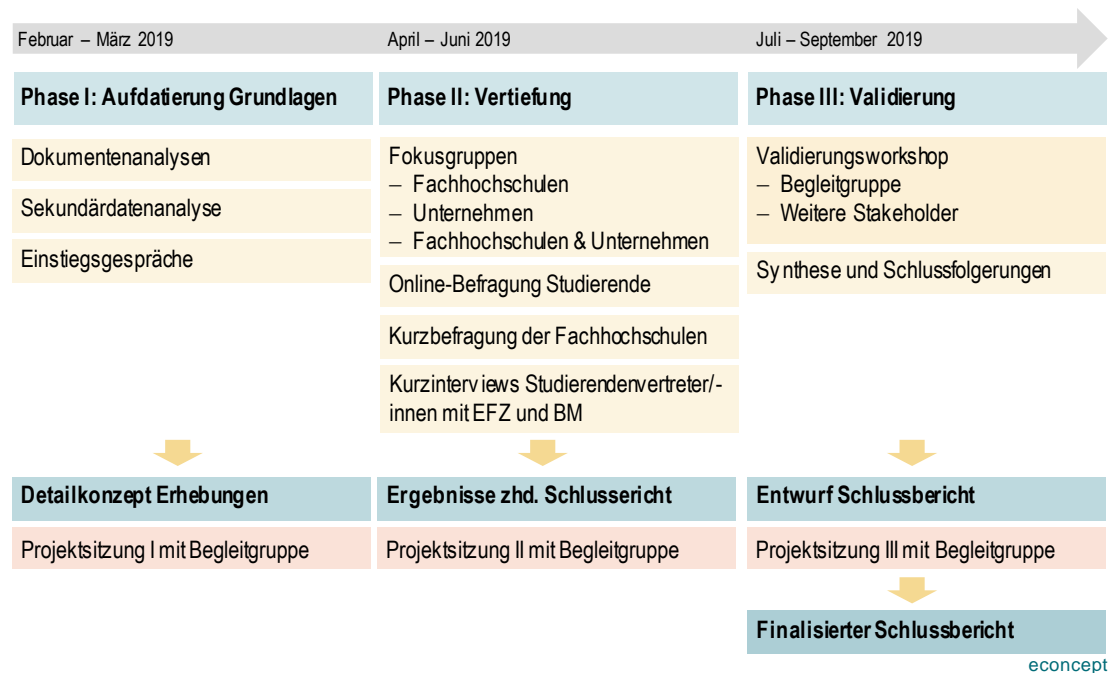 Februar – März 2019
April – Juni 2019
Juli – September 2019
Phase I: Aufdatierung Grundlagen
Phase II: Vertiefung
Phase III: Validierung
Dokumentenanalysen
Sekundärdatenanalyse
Einstiegsgespräche
Fokusgruppen
– Fachhochschulen
– Unternehmen
– Fachhochschulen & Unternehmen
Online-Befragung Studierende
Kurzbefragung der Fachhochschulen
Kurzinterviews Studierendenvertreter/-
innen mit EFZ und BM
Validierungsworkshop
– Begleitgruppe
– Weitere Stakeholder
Synthese und Schlussfolgerungen
Detailkonzept Erhebungen
Ergebnisse zhd. Schlussericht
Entwurf Schlussbericht
Projektsitzung I mit Begleitgruppe
Projektsitzung II mit Begleitgruppe
Projektsitzung III mit Begleitgruppe
Finalisierter Schlussbericht
econcept